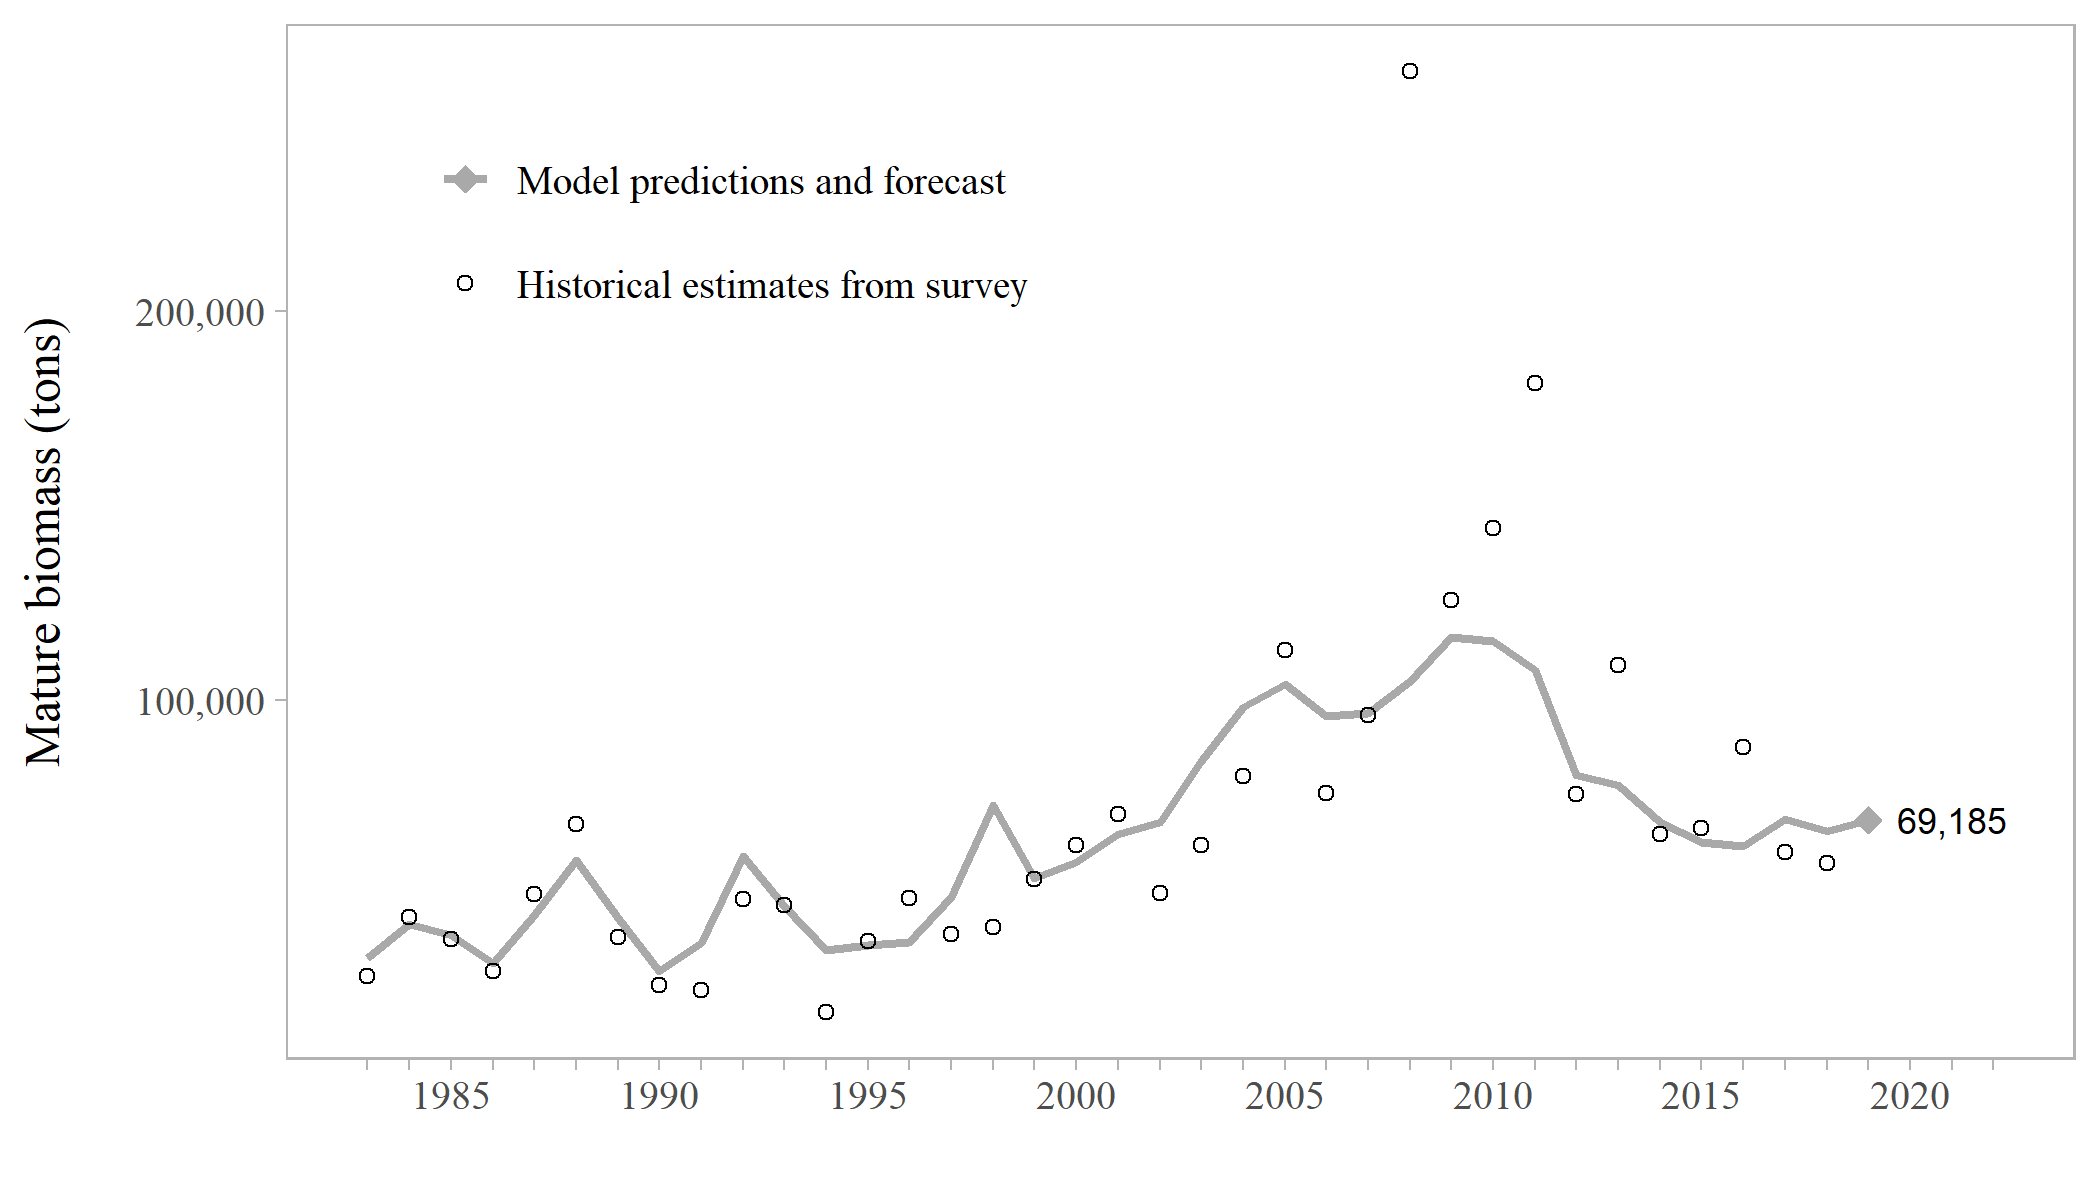 Model predictions and forecast
Historical estimates from survey
Mature biomass (tons)
200,000
100,000
69,185
1985 1990 1995 2000 2005 2010 2015 2020